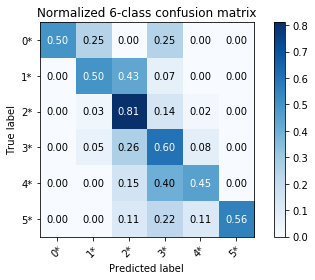 Normalized 6-class confusion matrix
0* 0.50 0.25 0.00 0.25 0.00 0.00
1* 0.00 0.50 0.43 0.07 0.00 0.00
2* 0.00 0.03 0.81 0.14 0.02 0.00
3* 0.00 0.05 0.26 0.60 0.08 0.00
4* 0.00 0.00 0.15 0.40 0.45 0.00
5* 0.00 0.00 0.11 0.22 0.11 0.56
0* 1* 2* 3* 4* 5*
True label
Predicted label
0.8
0.7
0.6
0.5
0.4
0.3
0.2
0.1
0.0